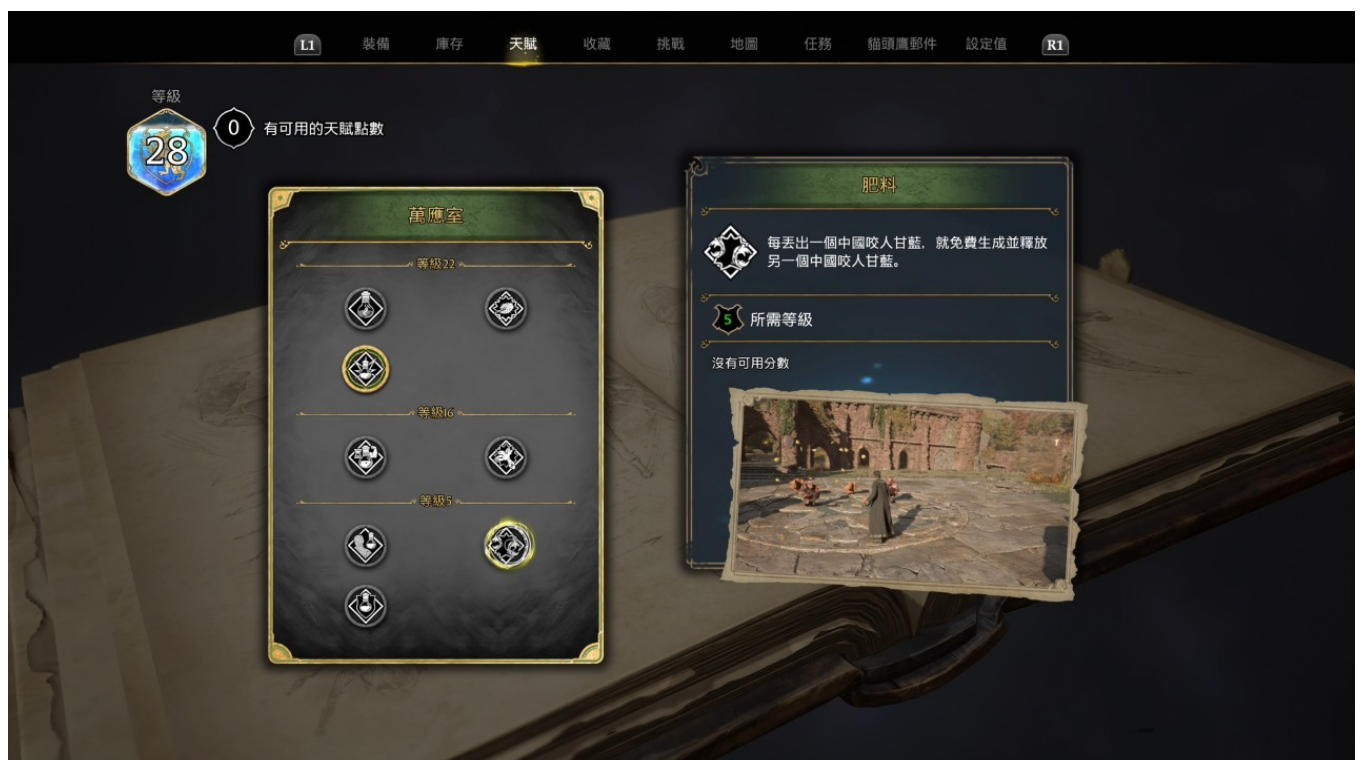 L1 裝備 庫存 天賦 收藏 挑戰 地圖 任務 貓頭鷹郵件 設定值 R1
等級
28
0 有可用的天賦點數
萬應室
等級22
等級16
等級5
肥料
每丟出一個中國咬人甘藍，就免費生成並釋放
另一個中國咬人甘藍。
5 所需等級
沒有可用分數